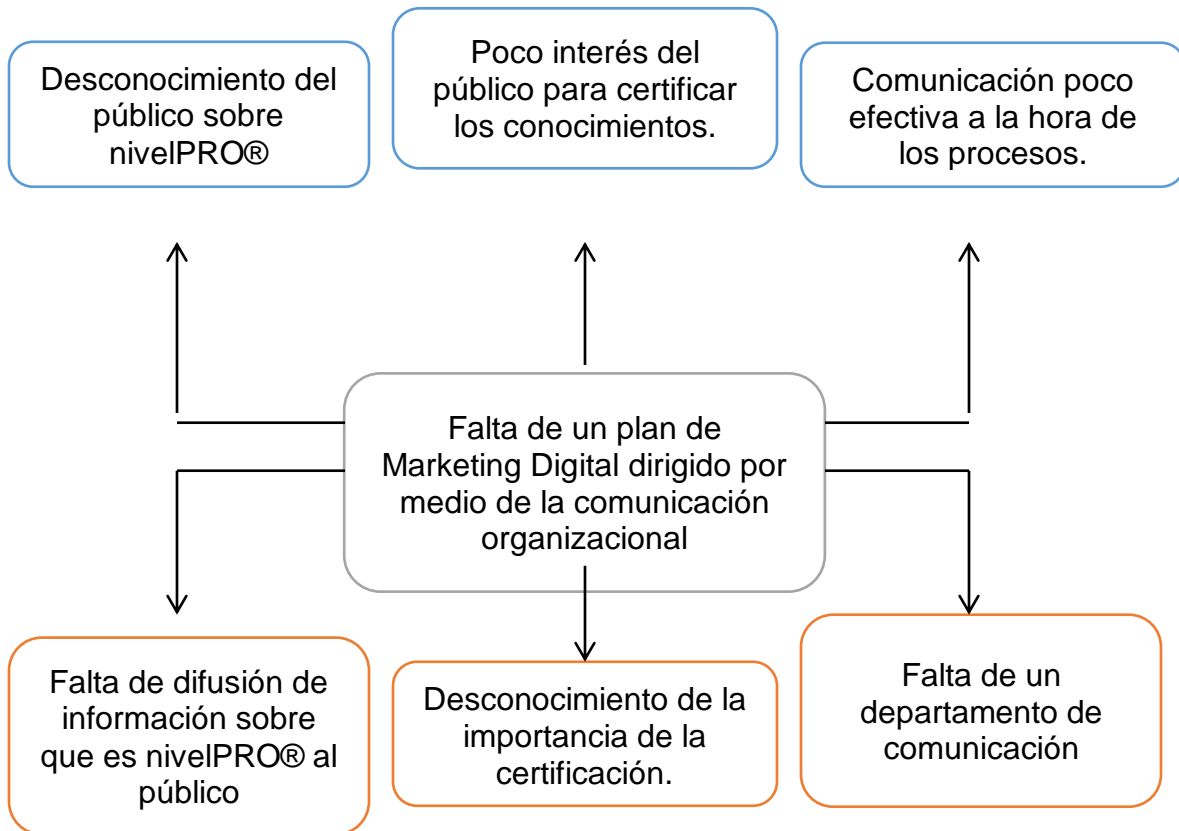 Desconocimiento del
público sobre
nivelPRO®
Poco interés del
público para certificar
los conocimientos.
Comunicación poco
efectiva a la hora de
los procesos.
Falta de un plan de
Marketing Digital dirigido por
medio de la comunicación
organizacional
Falta de difusión de
información sobre
que es nivelPRO® al
público
Desconocimiento de la
importancia de la
certificación.
Falta de un
departamento de
comunicación